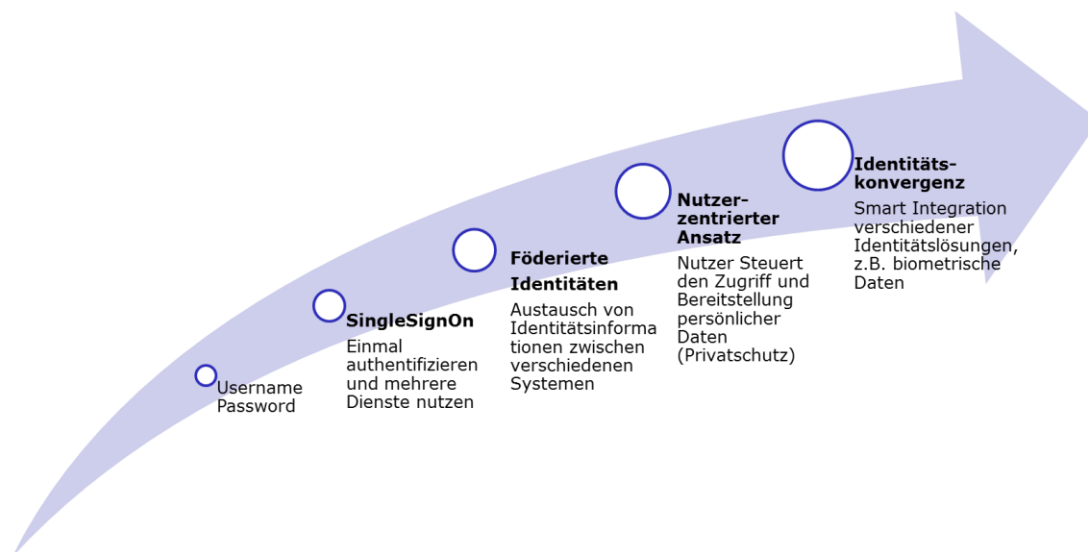 Username
Password
SingleSignOn
Einmal
authentifizieren
und mehrere
Dienste nutzen
Föderierte
Identitäten
Austausch von
Identitätsinforma
tionen zwischen
verschiedenen
Systemen
Nutzer-
zentrierter
Ansatz
Nutzer Steuert
den Zugriff und
Bereitstellung
persönlicher
Daten
(Privatschutz)
Identitäts-
konvergenz
Smart Integration
verschiedener
Identitätslösungen,
z.B. biometrische
Daten